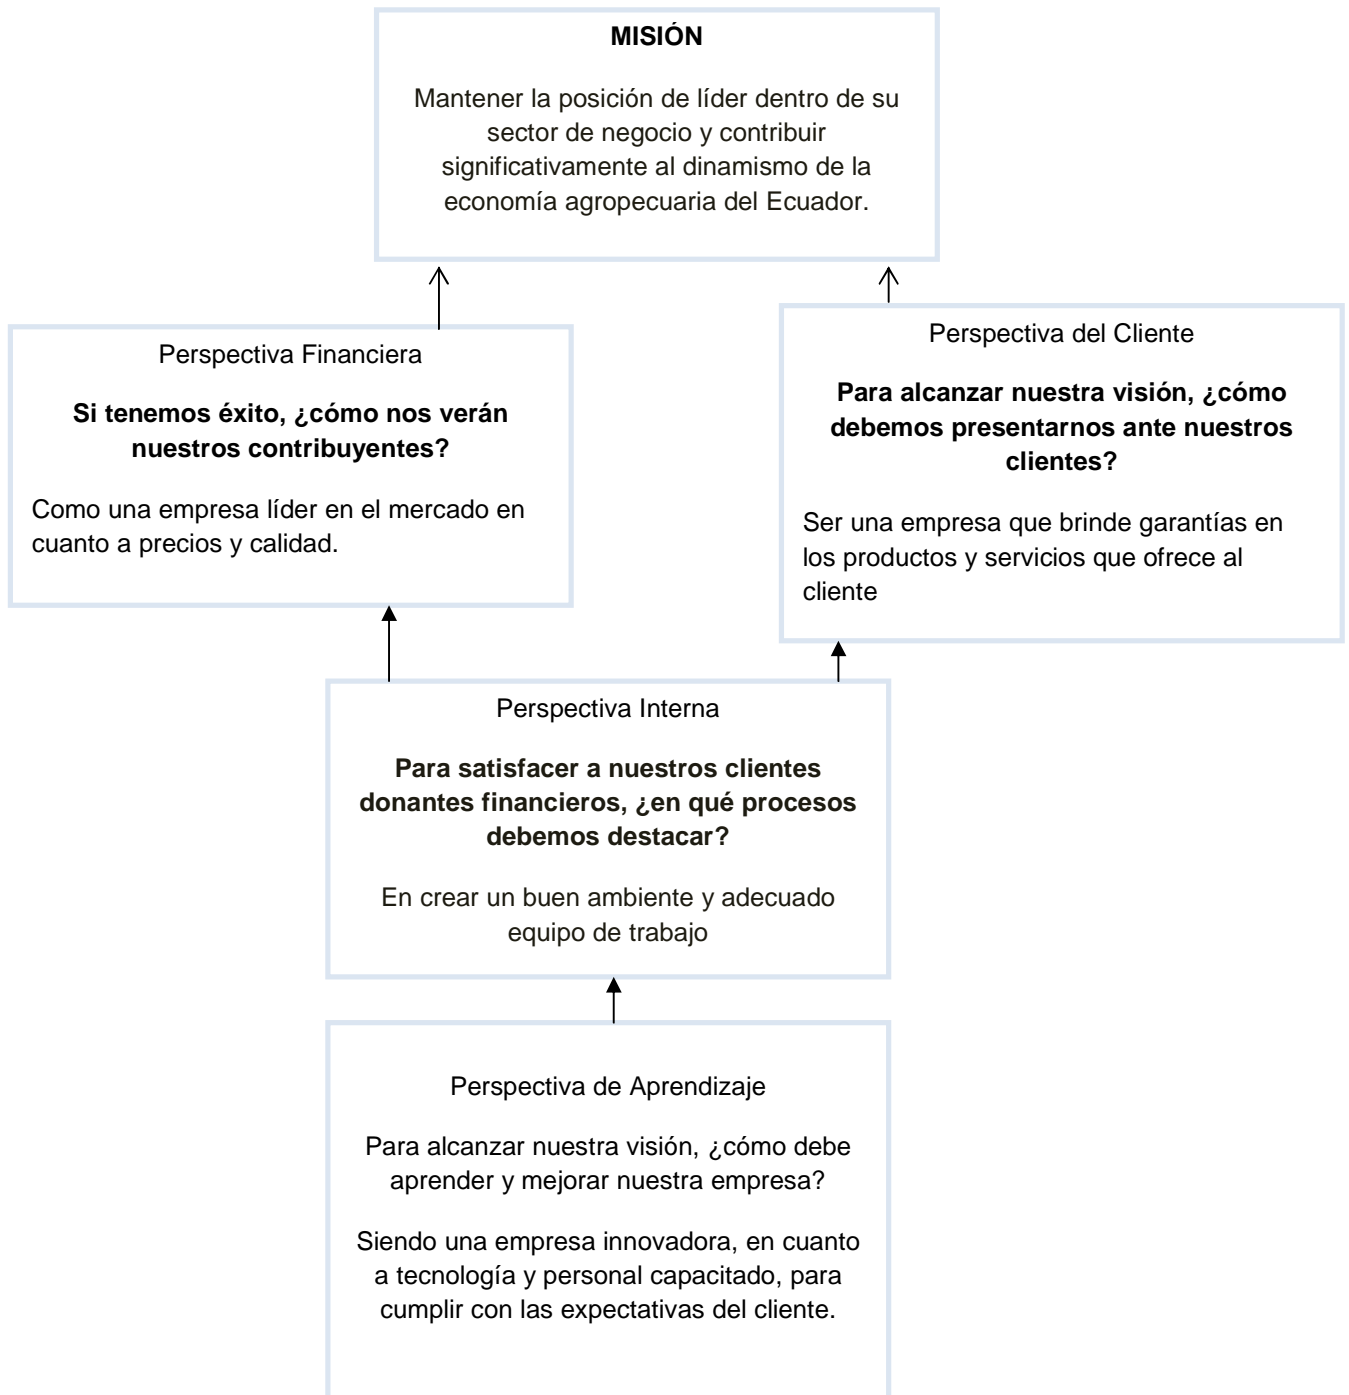 MISIÓN
Mantener la posición de líder dentro de su
sector de negocio y contribuir
significativamente al dinamismo de la
economía agropecuaria del Ecuador.
Perspectiva Financiera
Si tenemos éxito, ¿cómo nos verán
nuestros contribuyentes?
Como una empresa líder en el mercado en
cuanto a precios y calidad.
Perspectiva del Cliente
Para alcanzar nuestra visión, ¿cómo
debemos presentarnos ante nuestros
clientes?
Ser una empresa que brinde garantías en
los productos y servicios que ofrece al
cliente
Perspectiva Interna
Para satisfacer a nuestros clientes
donantes financieros, ¿en qué procesos
debemos destacar?
En crear un buen ambiente y adecuado
equipo de trabajo
Perspectiva de Aprendizaje
Para alcanzar nuestra visión, ¿cómo debe
aprender y mejorar nuestra empresa?
Siendo una empresa innovadora, en cuanto
a tecnología y personal capacitado, para
cumplir con las expectativas del cliente.